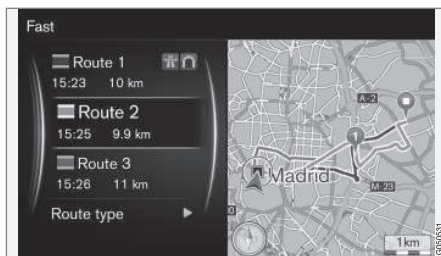 Fast
Route 1
15:23 10 km
Route 2
15:25 9.9 km
Route 3
15:26 11 km
Route type
A-2
1
Madrid
M-23
1km
G050531